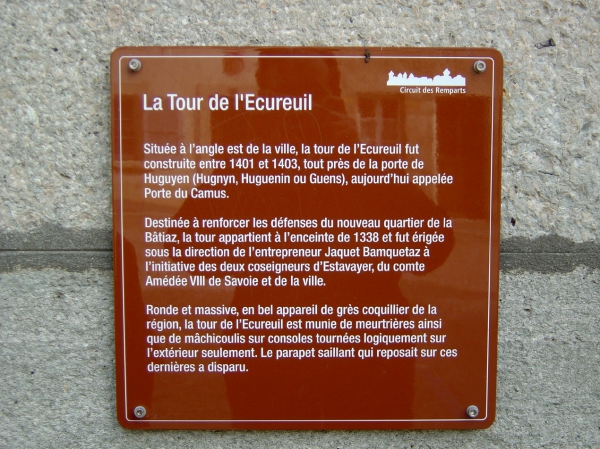 Circuit des Remparts
La Tour de l'Ecureuil
Située à l'angle est de la ville, la tour de l'Ecureuil fut
construite entre 1401 et 1403, tout près de la porte de
Huguyen (Hugnyn, Huguenin ou Guens), aujourd'hui appelée
Porte du Camus.
Destinée à renforcer les défenses du nouveau quartier de la
Bâtiaz, la tour appartient à l'enceinte de 1338 et fut érigée
sous la direction de l'entrepreneur Jaquet Bamquetaz à
l'initiative des deux coseigneurs d'Estavayer, du comte
Amédée VIII de Savoie et de la ville.
Ronde et massive, en bel appareil de grès coquillier de la
région, la tour de l'Ecureuil est munie de meurtrières ainsi
que de mâchicoulis sur consoles tournées logiquement sur
l'extérieur seulement. Le parapet saillant qui reposait sur ces
dernières a disparu.